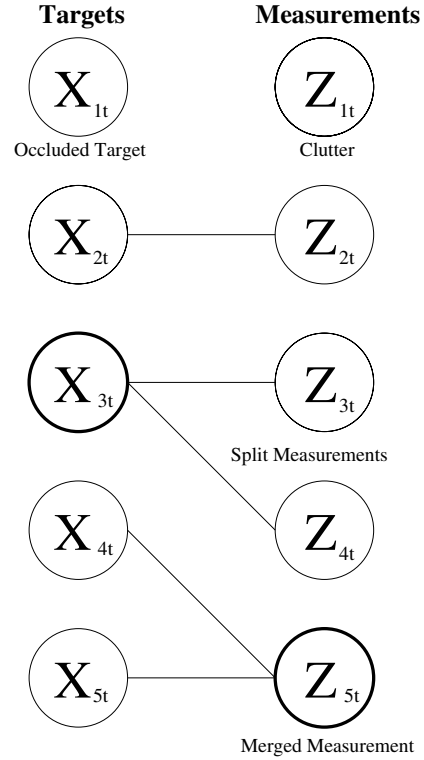 Targets Measurements
X1t Z1t
Occluded Target Clutter
X2t Z2t
X3t Z3t
Split Measurements
X4t Z4t
X5t Z5t
Merged Measurement